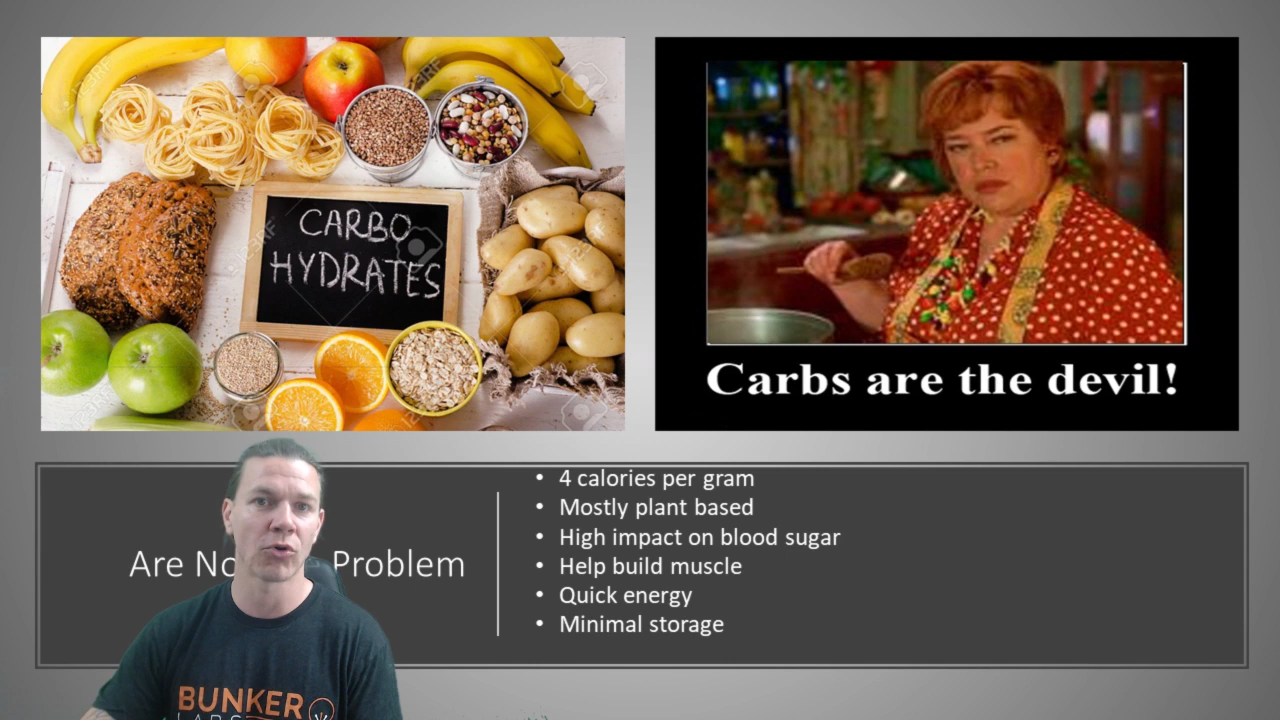 CARBO
HYDRATES
Carbs are the devil!
Are No Problem
• 4 calories per gram
• Mostly plant based
• High impact on blood sugar
• Help build muscle
• Quick energy
• Minimal storage
BUNKER
LABS